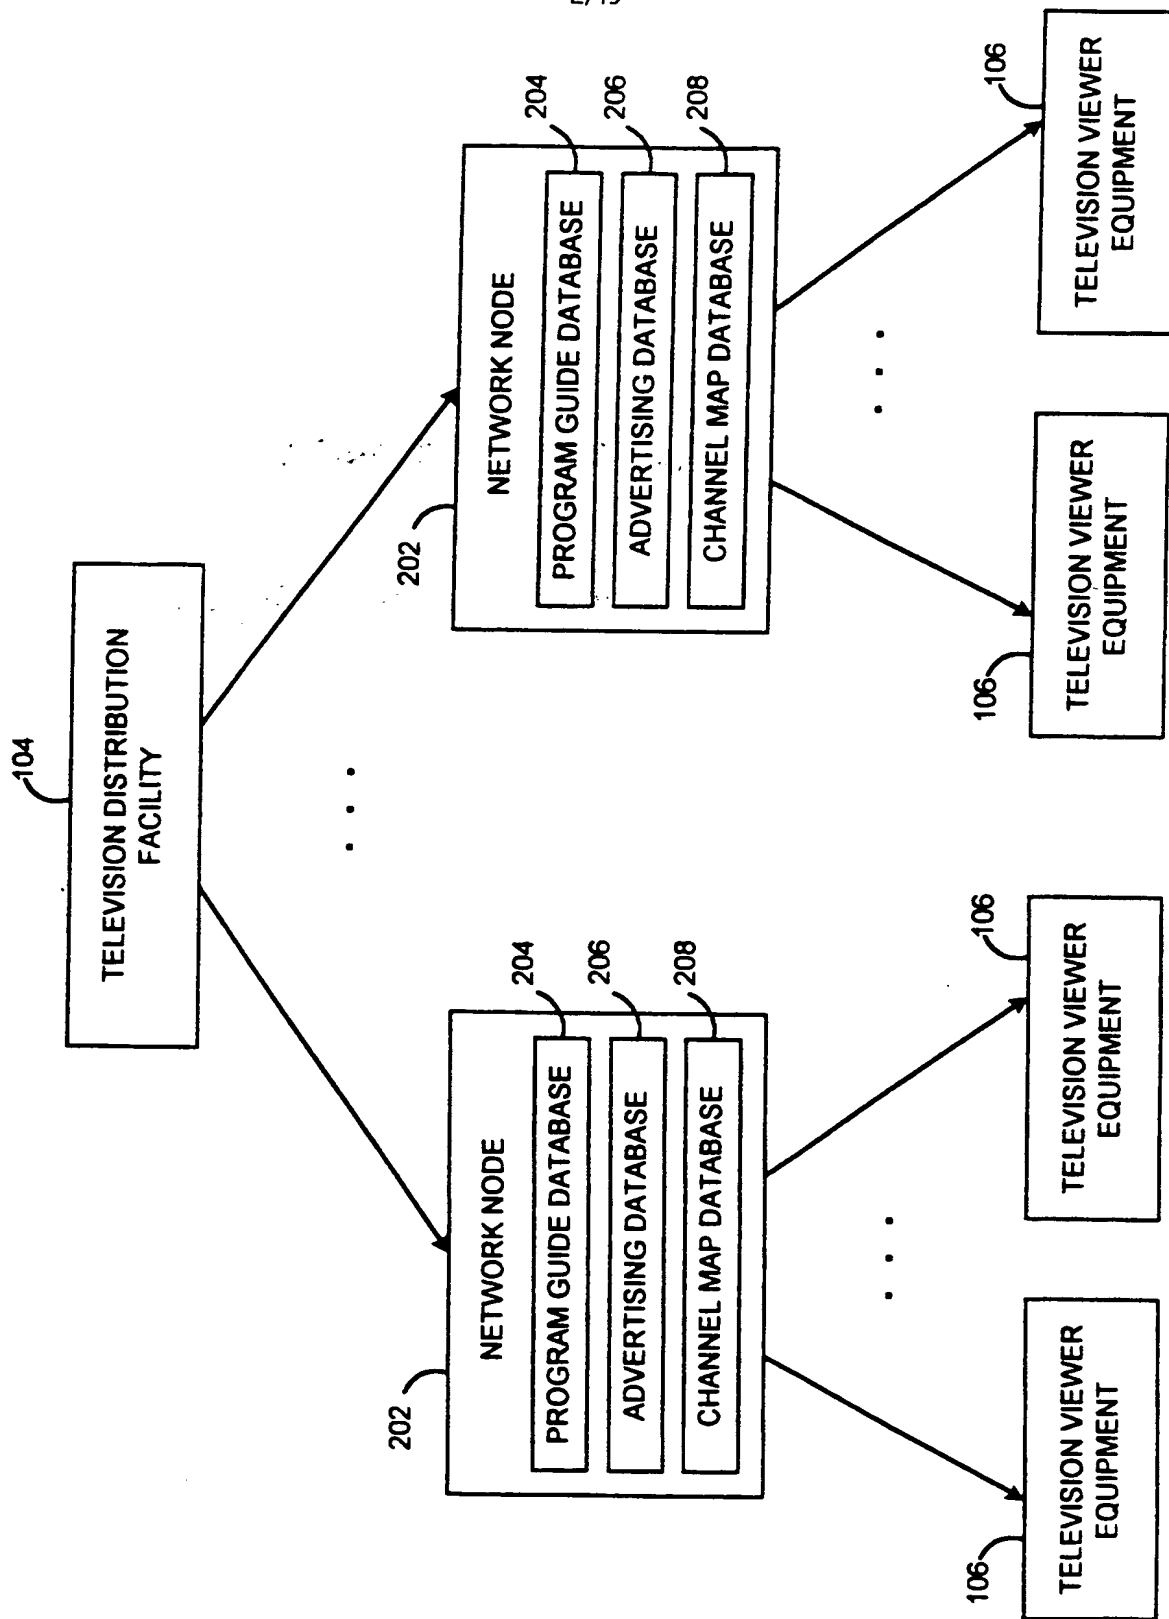 2/19
104
TELEVISION DISTRIBUTION
FACILITY
202
NETWORK NODE
PROGRAM GUIDE DATABASE
204
ADVERTISING DATABASE
206
CHANNEL MAP DATABASE
208
202
NETWORK NODE
PROGRAM GUIDE DATABASE
204
ADVERTISING DATABASE
206
CHANNEL MAP DATABASE
208
106
TELEVISION VIEWER
EQUIPMENT
106
TELEVISION VIEWER
EQUIPMENT
106
TELEVISION VIEWER
EQUIPMENT
106
TELEVISION VIEWER
EQUIPMENT